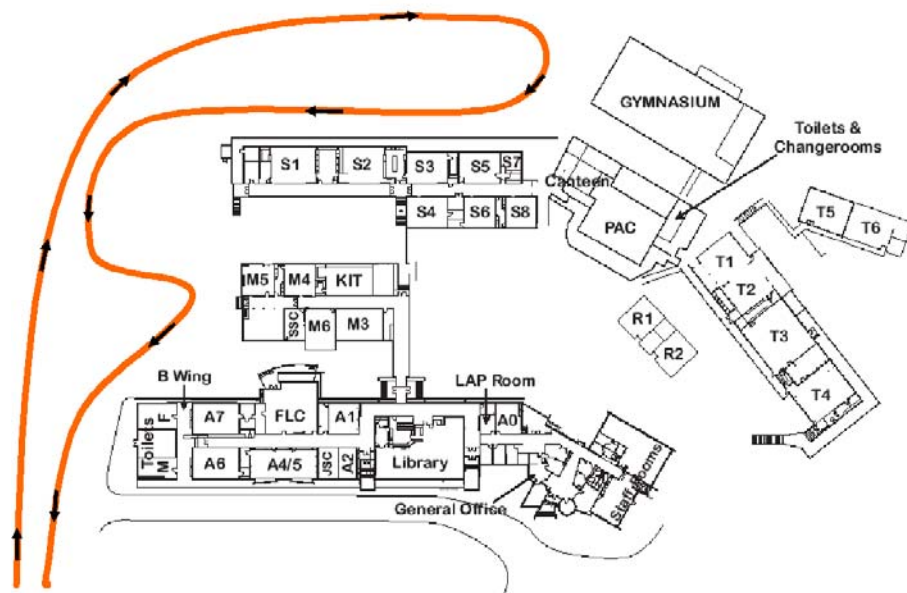 GYMNASIUM
Toilets &
Changerooms
S1
S2
S3
S5
S7
Canteen
S4
S6
S8
PAC
T5
T6
T1
T2
T3
T4
M5
M4
KIT
SSC
M6
M3
R1
R2
B Wing
LAP Room
Toilets
F
M
A7
FLC
A1
A0
A6
A4/5
JSC
A2
Library
General Office
Staff Rooms